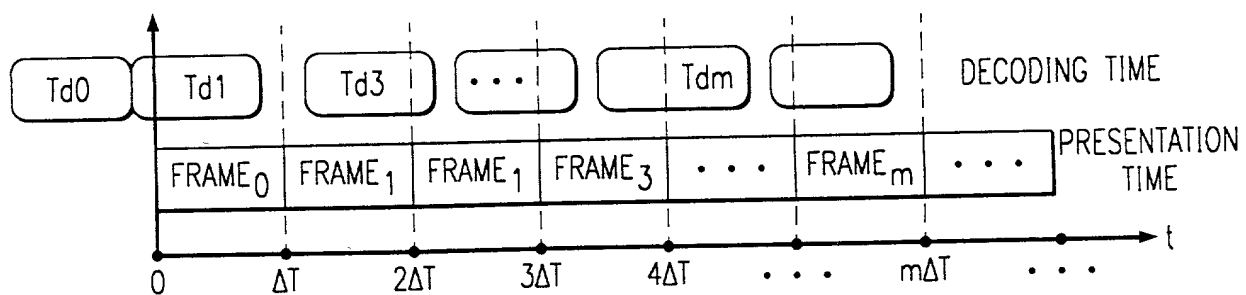 Td0 Td1 Td3 • • • Tdm DECODING TIME
FRAME0 FRAME1 FRAME1 FRAME3 • • • FRAMEm • • • PRESENTATION TIME
0 ΔT 2ΔT 3ΔT 4ΔT • • • mΔT • • • t